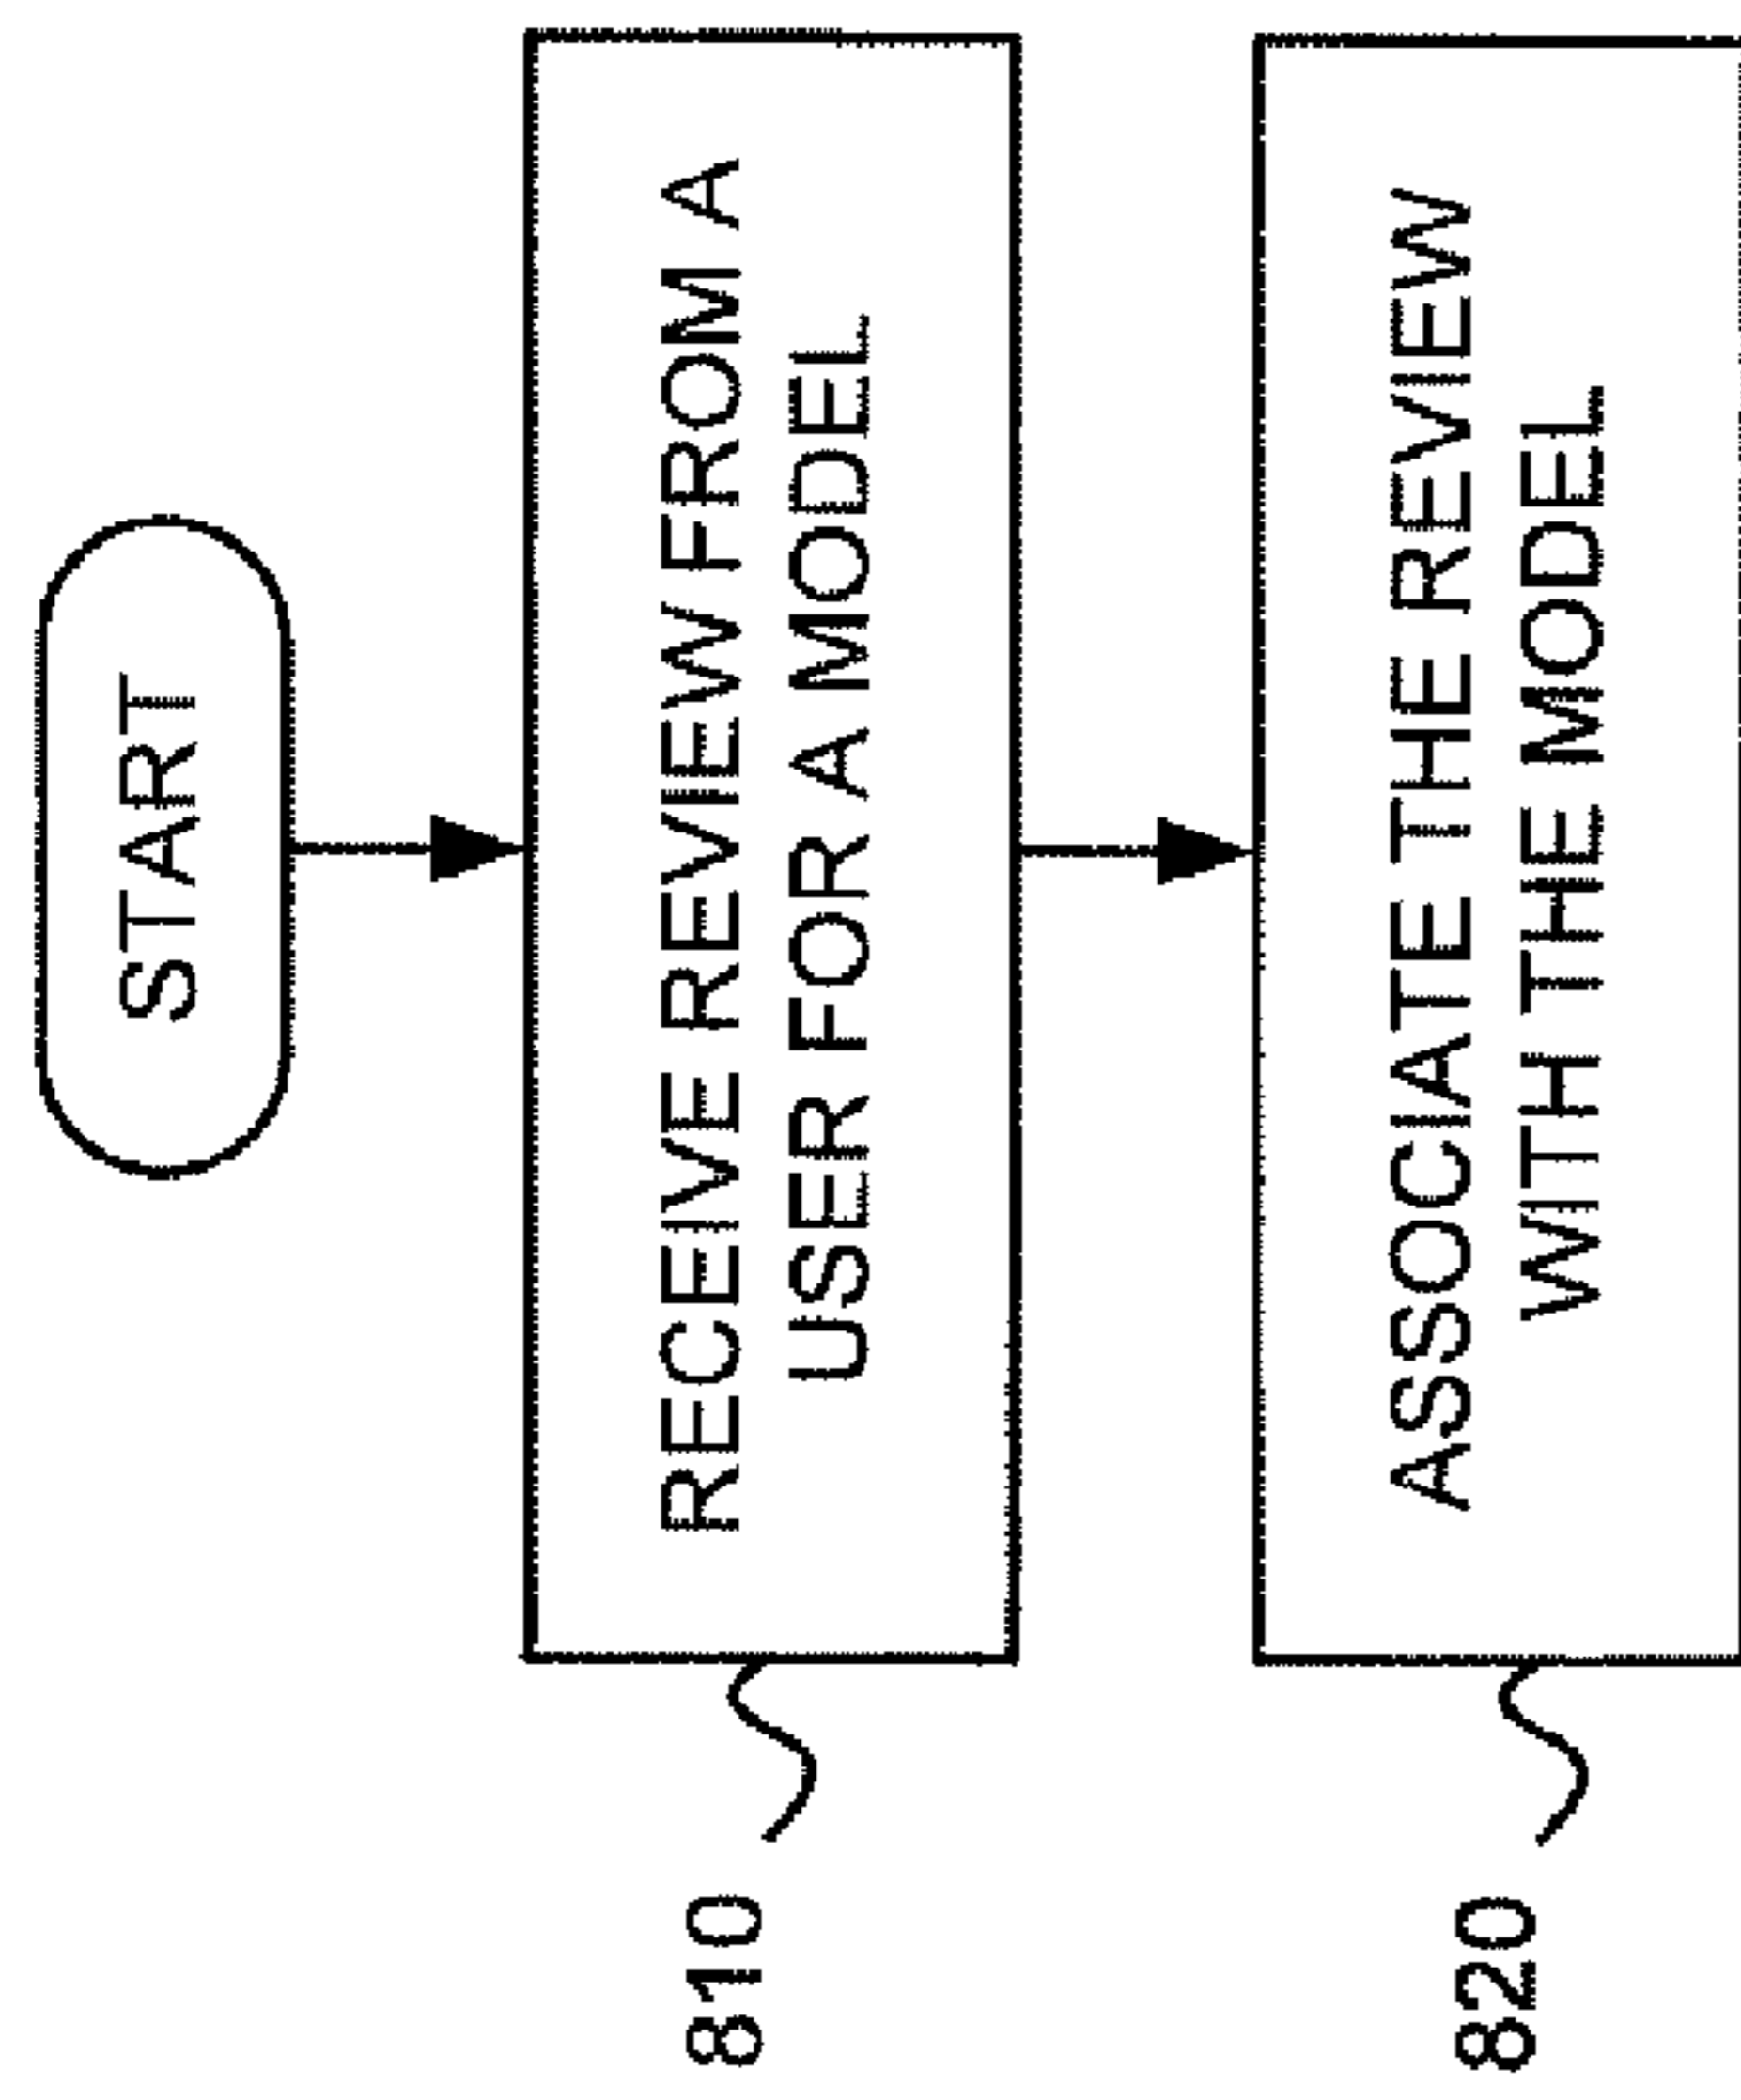 START
RECEIVE REVIEW FROM A
USER FOR A MODEL
810
ASSOCIATE THE REVIEW
WITH THE MODEL
820